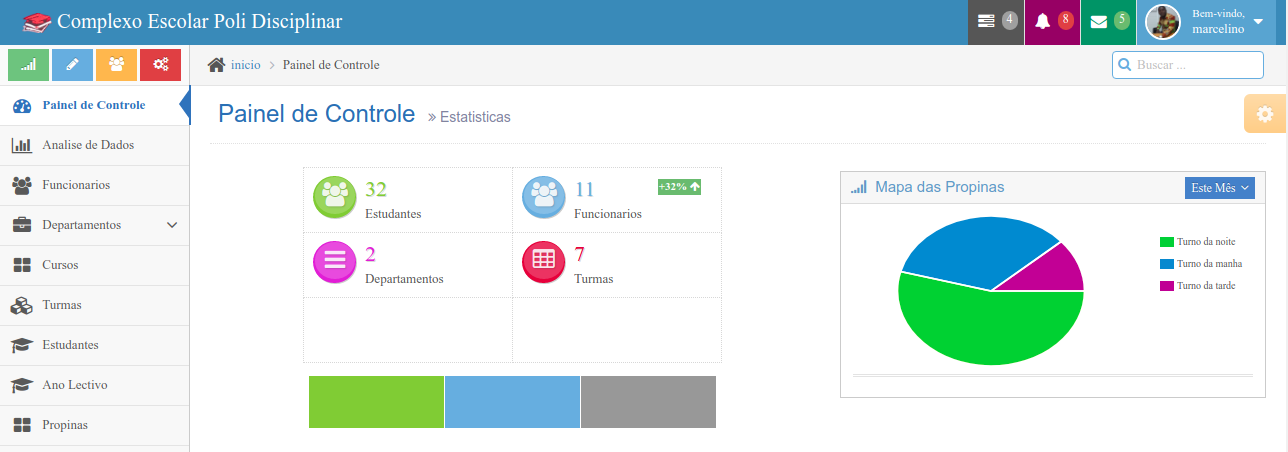 Complexo Escolar Poli Disciplinar
4
8
5
Bem-vindo,
marcelino
inicio
Painel de Controle
Buscar ...
Painel de Controle
Analise de Dados
Funcionarios
Departamentos
Cursos
Turmas
Estudantes
Ano Lectivo
Propinas
Painel de Controle » Estatisticas
32
Estudantes
11
Funcionarios
+32%
2
Departamentos
7
Turmas
Mapa das Propinas
Este Mês
Turno da noite
Turno da manha
Turno da tarde